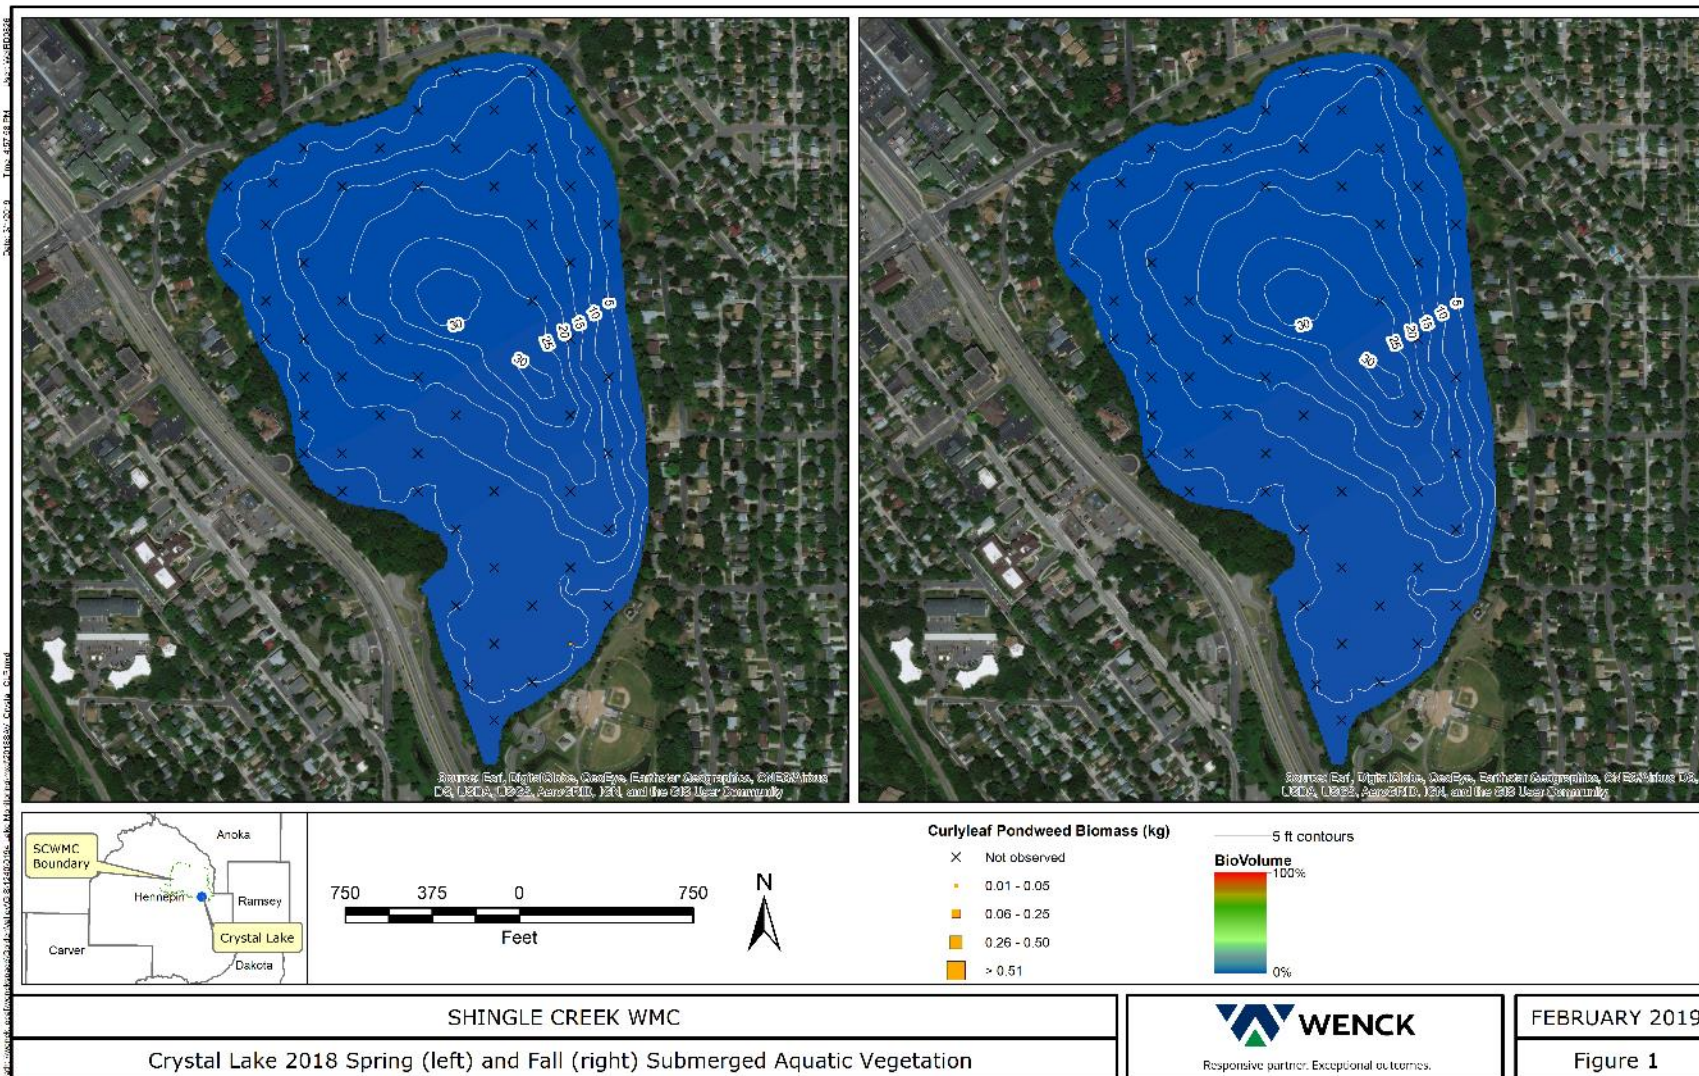 5
10
15
20
25
30
30
5
10
15
20
25
30
30
Source: Esri, DigitalGlobe, GeoEye, Earthstar Geographics, CNES/Airbus
DS, USDA, USGS, AeroGRID, IGN, and the GIS User Community
Source: Esri, DigitalGlobe, GeoEye, Earthstar Geographics, CNES/Airbus DS,
USDA, USGS, AeroGRID, IGN, and the GIS User Community
SCWMC
Boundary
Anoka
Hennepin
Ramsey
Crystal Lake
Carver
Dakota
750 375 0 750
Feet
N
Curlyleaf Pondweed Biomass (kg)
Not observed
0.01 - 0.05
0.06 - 0.25
0.26 - 0.50
> 0.51
5 ft contours
BioVolume
100%
0%
SHINGLE CREEK WMC
Crystal Lake 2018 Spring (left) and Fall (right) Submerged Aquatic Vegetation
WENCK
Responsive partner. Exceptional outcomes.
FEBRUARY 2019
Figure 1